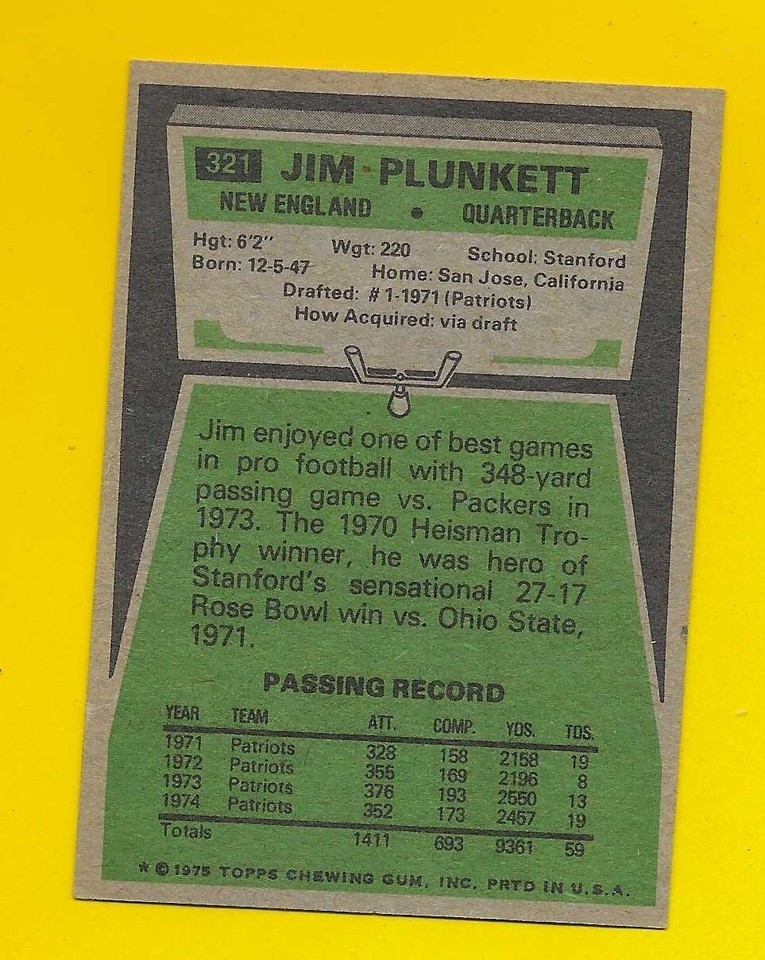 321 JIM PLUNKETT
NEW ENGLAND • QUARTERBACK
Hgt: 6'2" Wgt: 220 School: Stanford
Born: 12-5-47 Home: San Jose, California
Drafted: #1-1971 (Patriots)
How Acquired: via draft
Jim enjoyed one of best games
in pro football with 348-yard
passing game vs. Packers in
1973. The 1970 Heisman Tro-
phy winner, he was hero of
Stanford's sensational 27-17
Rose Bowl win vs. Ohio State,
1971.
PASSING RECORD
YEAR TEAM ATT. COMP. YDS. TDS.
1971 Patriots 328 158 2158 19
1972 Patriots 355 169 2196 8
1973 Patriots 376 193 2550 13
1974 Patriots 352 173 2457 19
Totals 1411 693 9361 59
* © 1975 TOPPS CHEWING GUM, INC. PRTD IN U.S.A.